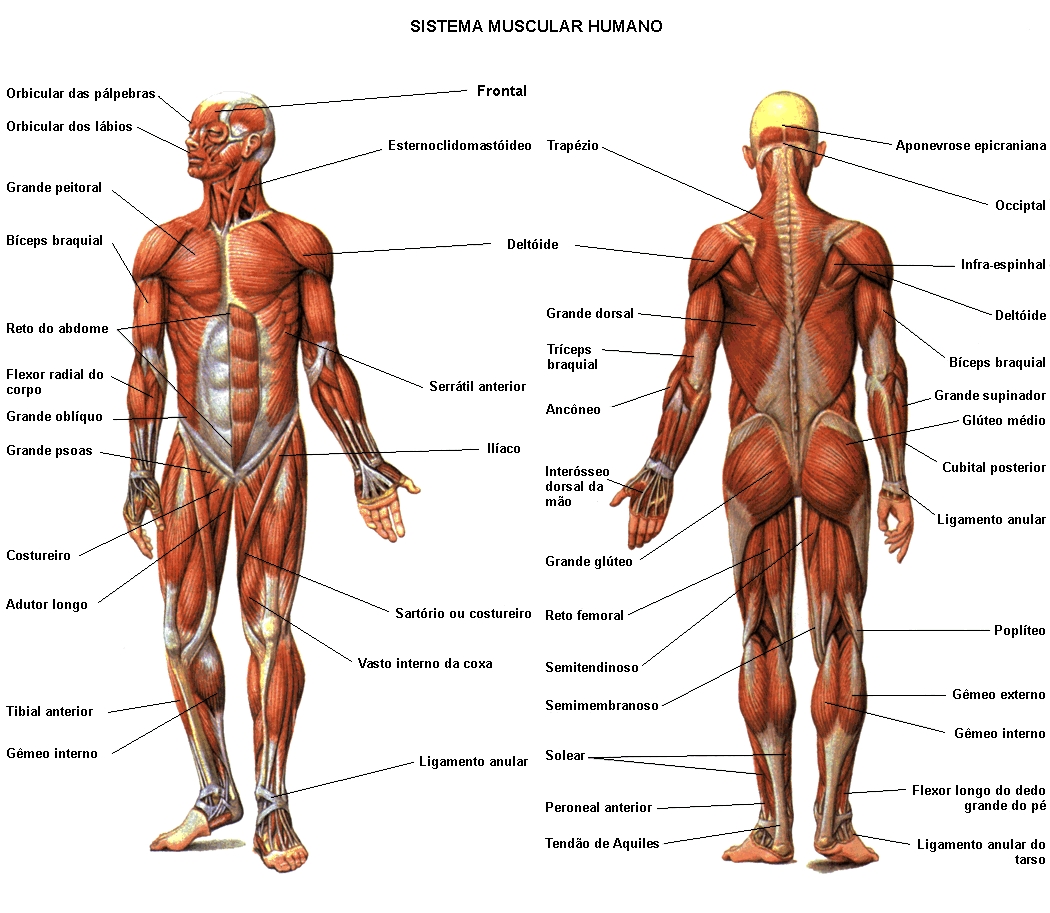 SISTEMA MUSCULAR HUMANO
Orbicular das pálpebras
Orbicular dos lábios
Grande peitoral
Bíceps braquial
Reto do abdome
Flexor radial do
corpo
Grande oblíquo
Grande psoas
Costureiro
Adutor longo
Tibial anterior
Gêmeo interno
Frontal
Esternoclidomastóideo
Deltóide
Serrátil anterior
Ilíaco
Sartório ou costureiro
Vasto interno da coxa
Ligamento anular
Trapézio
Grande dorsal
Tríceps
braquial
Ancôneo
Interósseo
dorsal da
mão
Grande glúteo
Reto femoral
Semitendinoso
Semimembranoso
Solear
Peroneal anterior
Tendão de Aquiles
Aponevrose epicraniana
Occiptal
Infra-espinhal
Deltóide
Bíceps braquial
Grande supinador
Glúteo médio
Cubital posterior
Ligamento anular
Poplíteo
Gêmeo externo
Gêmeo interno
Flexor longo do dedo
grande do pé
Ligamento anular do
tarso